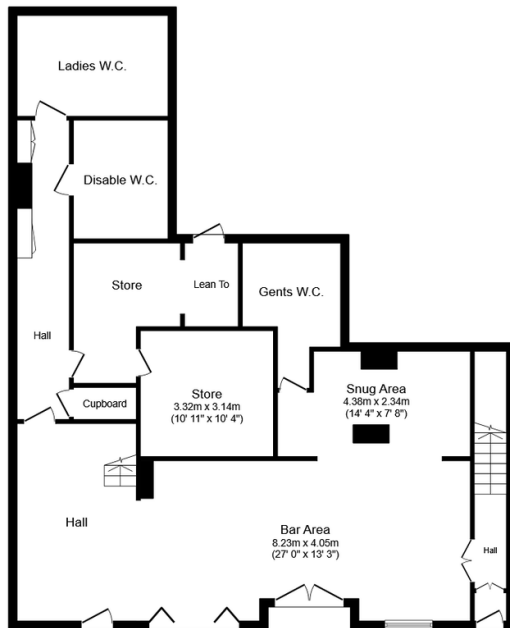 Ladies W.C.
Disable W.C.
Store
Lean To
Gents W.C.
Hall
Store
3.32m x 3.14m
(10' 11" x 10' 4")
Snug Area
4.38m x 2.34m
(14' 4" x 7' 8")
Cupboard
Hall
Bar Area
8.23m x 4.05m
(27' 0" x 13' 3")
Hall